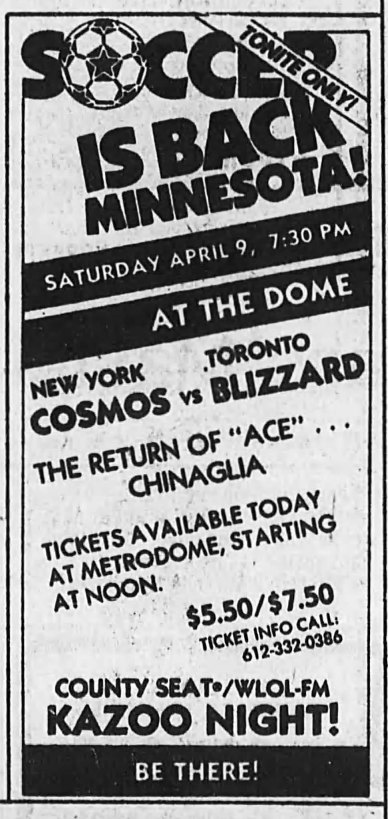 SOCCER
TONITE ONLY!
IS BACK
MINNESOTA!
SATURDAY APRIL 9, 7:30 PM
AT THE DOME
NEW YORK TORONTO
COSMOS vs BLIZZARD
THE RETURN OF "ACE" . . .
CHINAGLIA
TICKETS AVAILABLE TODAY
AT METRODOME, STARTING
AT NOON.
$5.50/$7.50
TICKET INFO CALL:
612-332-0386
COUNTY SEAT®/WLOL-FM
KAZOO NIGHT!
BE THERE!